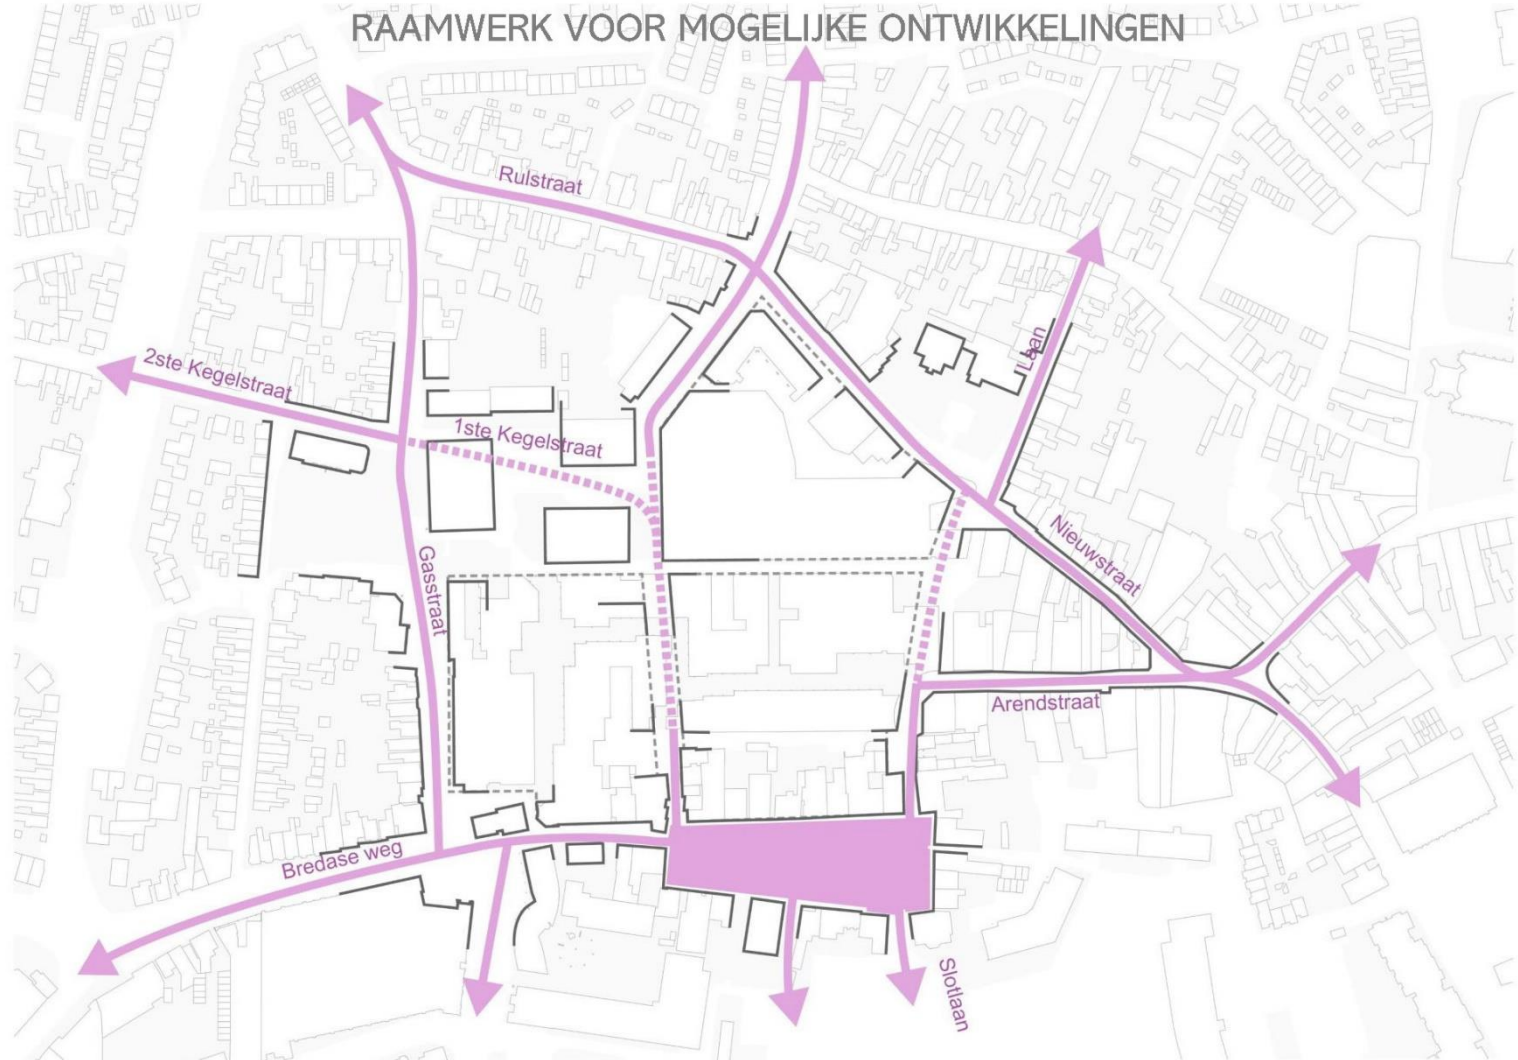 RAAMWERK VOOR MOGELIJKE ONTWIKKELINGEN
Rulstraat
Laan
2ste Kegelstraat
1ste Kegelstraat
Nieuwstraat
Gasstraat
Arendstraat
Bredase weg
Slotlaan